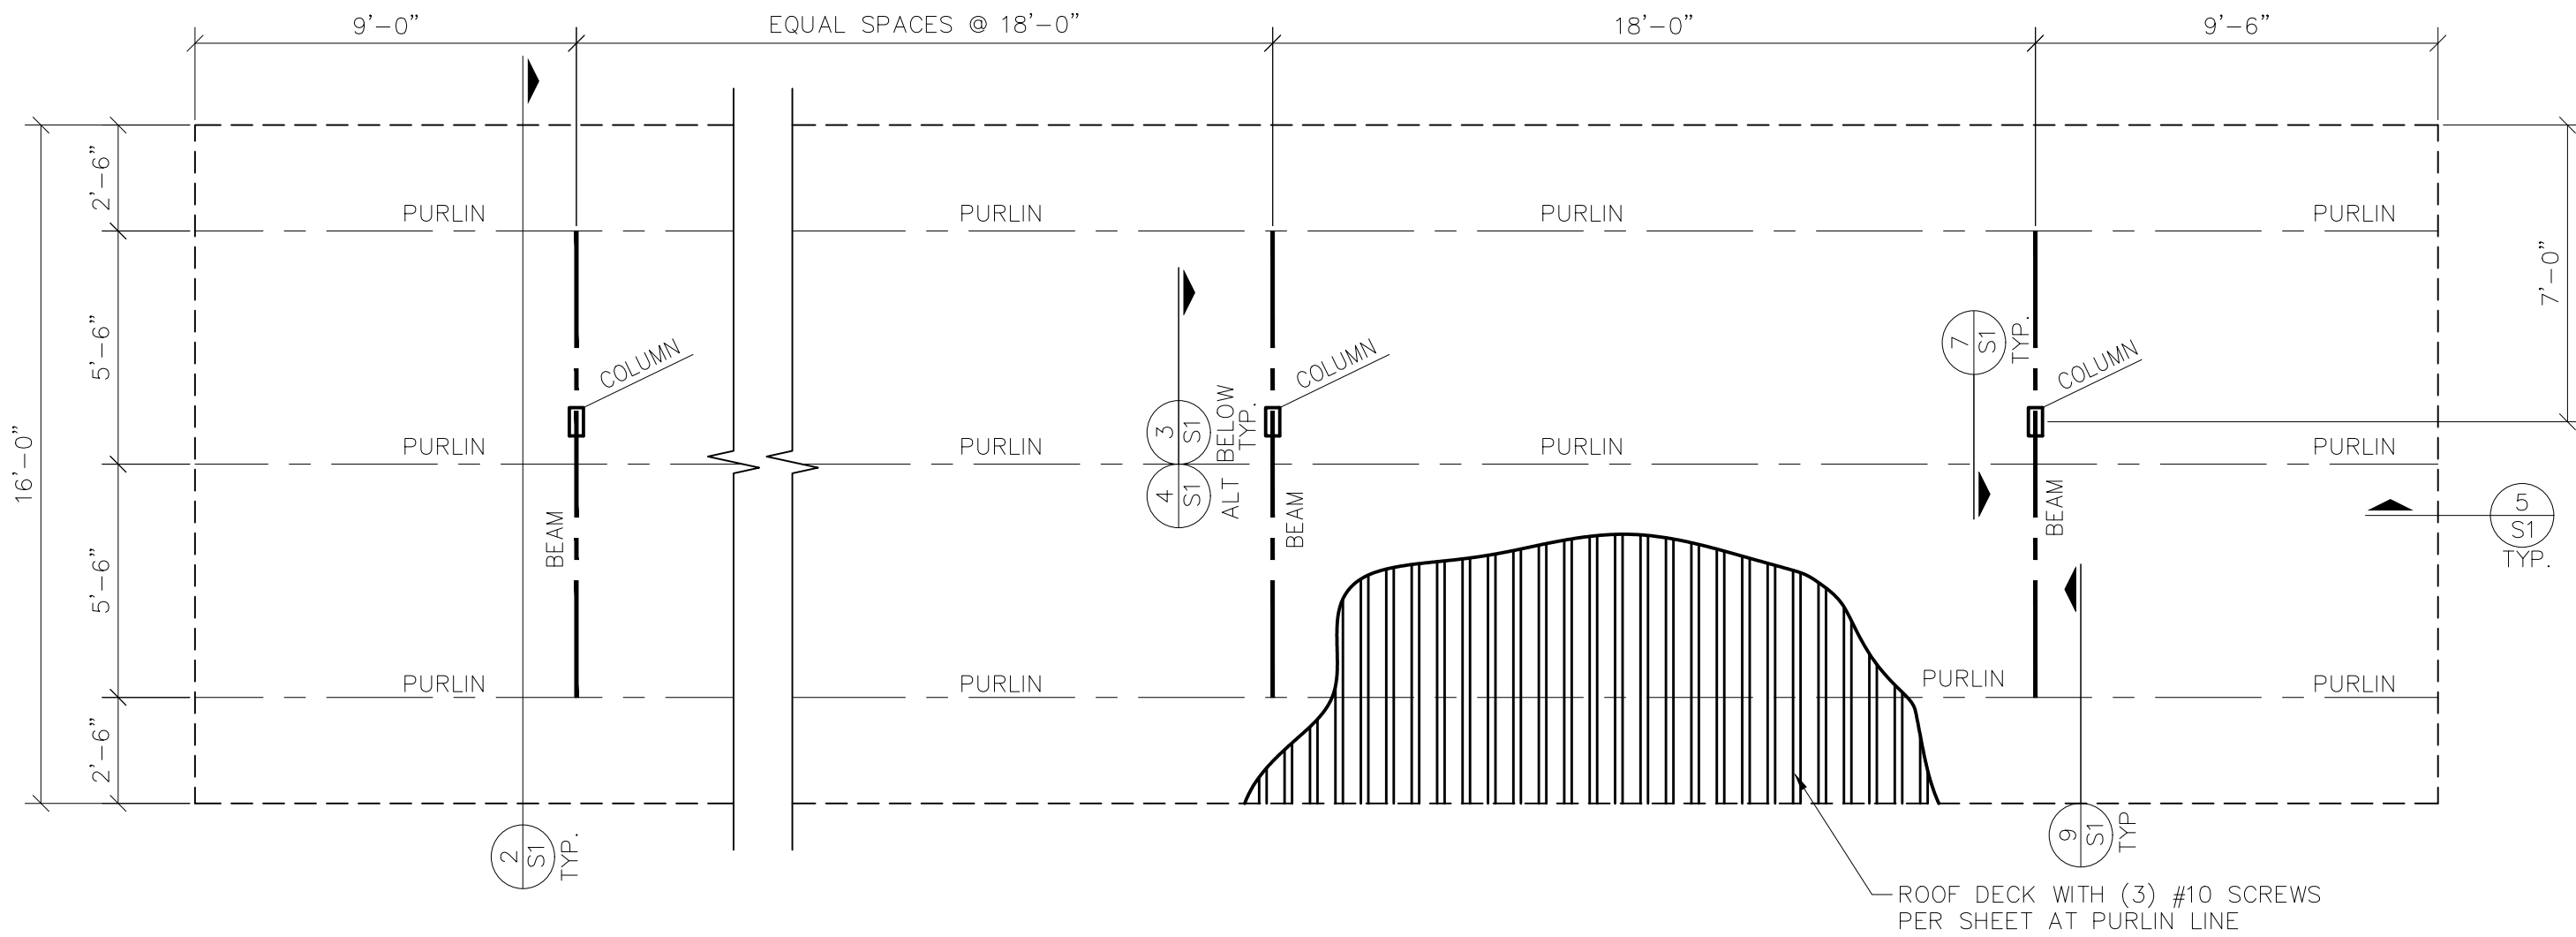 9'-0"
EQUAL SPACES @ 18'-0"
18'-0"
9'-6"
16'-0"
2'-6"
5'-6"
5'-6"
2'-6"
7'-0"
PURLIN
PURLIN
PURLIN
PURLIN
COLUMN
COLUMN
COLUMN
PURLIN
PURLIN
PURLIN
PURLIN
3
S1
4
S1
ALT BELOW
TYP.
7
S1
TYP.
BEAM
BEAM
BEAM
5
S1
TYP.
PURLIN
PURLIN
PURLIN
PURLIN
2
S1
TYP.
9
S1
TYP
ROOF DECK WITH (3) #10 SCREWS
PER SHEET AT PURLIN LINE